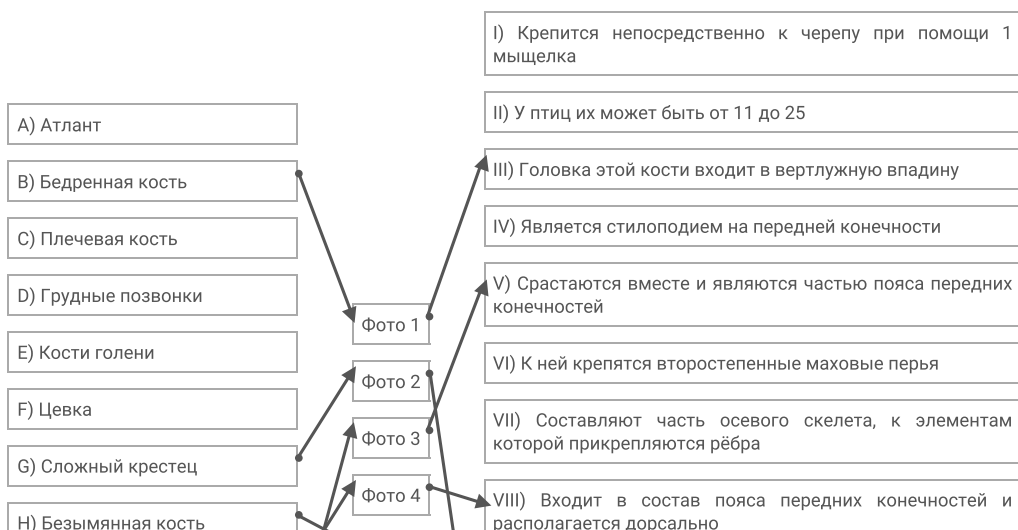 I) Крепится непосредственно к черепу при помощи 1
мыщелка
II) У птиц их может быть от 11 до 25
III) Головка этой кости входит в вертлужную впадину
IV) Является стилоподием на передней конечности
V) Срастаются вместе и являются частью пояса передних
конечностей
VI) К ней крепятся второстепенные маховые перья
VII) Составляют часть осевого скелета, к элементам
которой прикрепляются рёбра
VIII) Входит в состав пояса передних конечностей и
располагается дорсально
A) Атлант
B) Бедренная кость
C) Плечевая кость
D) Грудные позвонки
E) Кости голени
F) Цевка
G) Сложный крестец
H) Безымянная кость
Фото 1
Фото 2
Фото 3
Фото 4